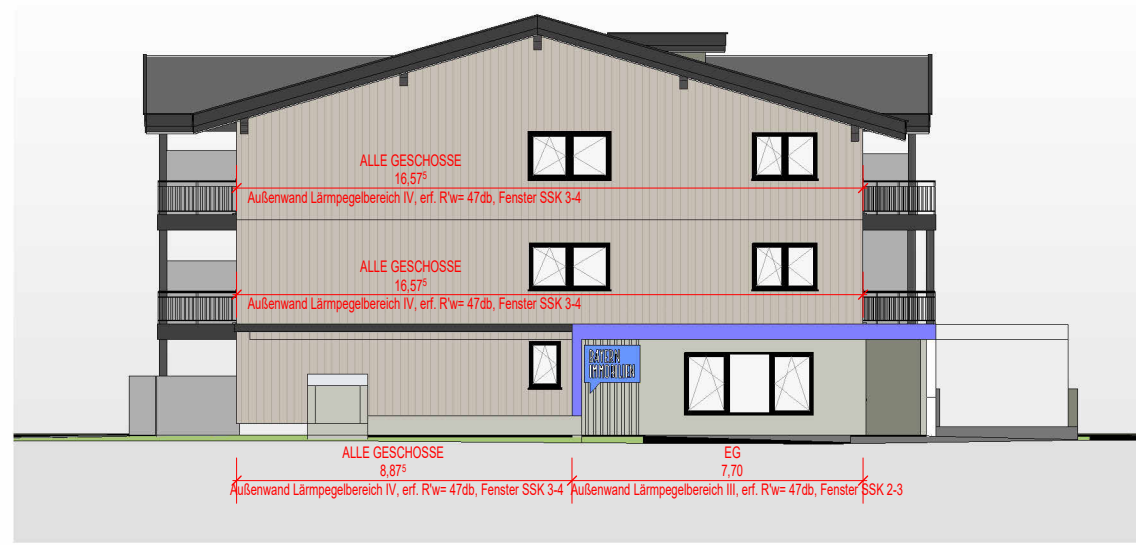 ALLE GESCHOSSE
16,57⁵
Außenwand Lärmpegelbereich IV, erf. R'w= 47db, Fenster SSK 3-4
ALLE GESCHOSSE
16,57⁵
Außenwand Lärmpegelbereich IV, erf. R'w= 47db, Fenster SSK 3-4
BAYERN
IMMOBILIEN
ALLE GESCHOSSE
8,87⁵
Außenwand Lärmpegelbereich IV, erf. R'w= 47db, Fenster SSK 3-4
EG
7,70
Außenwand Lärmpegelbereich III, erf. R'w= 47db, Fenster SSK 2-3